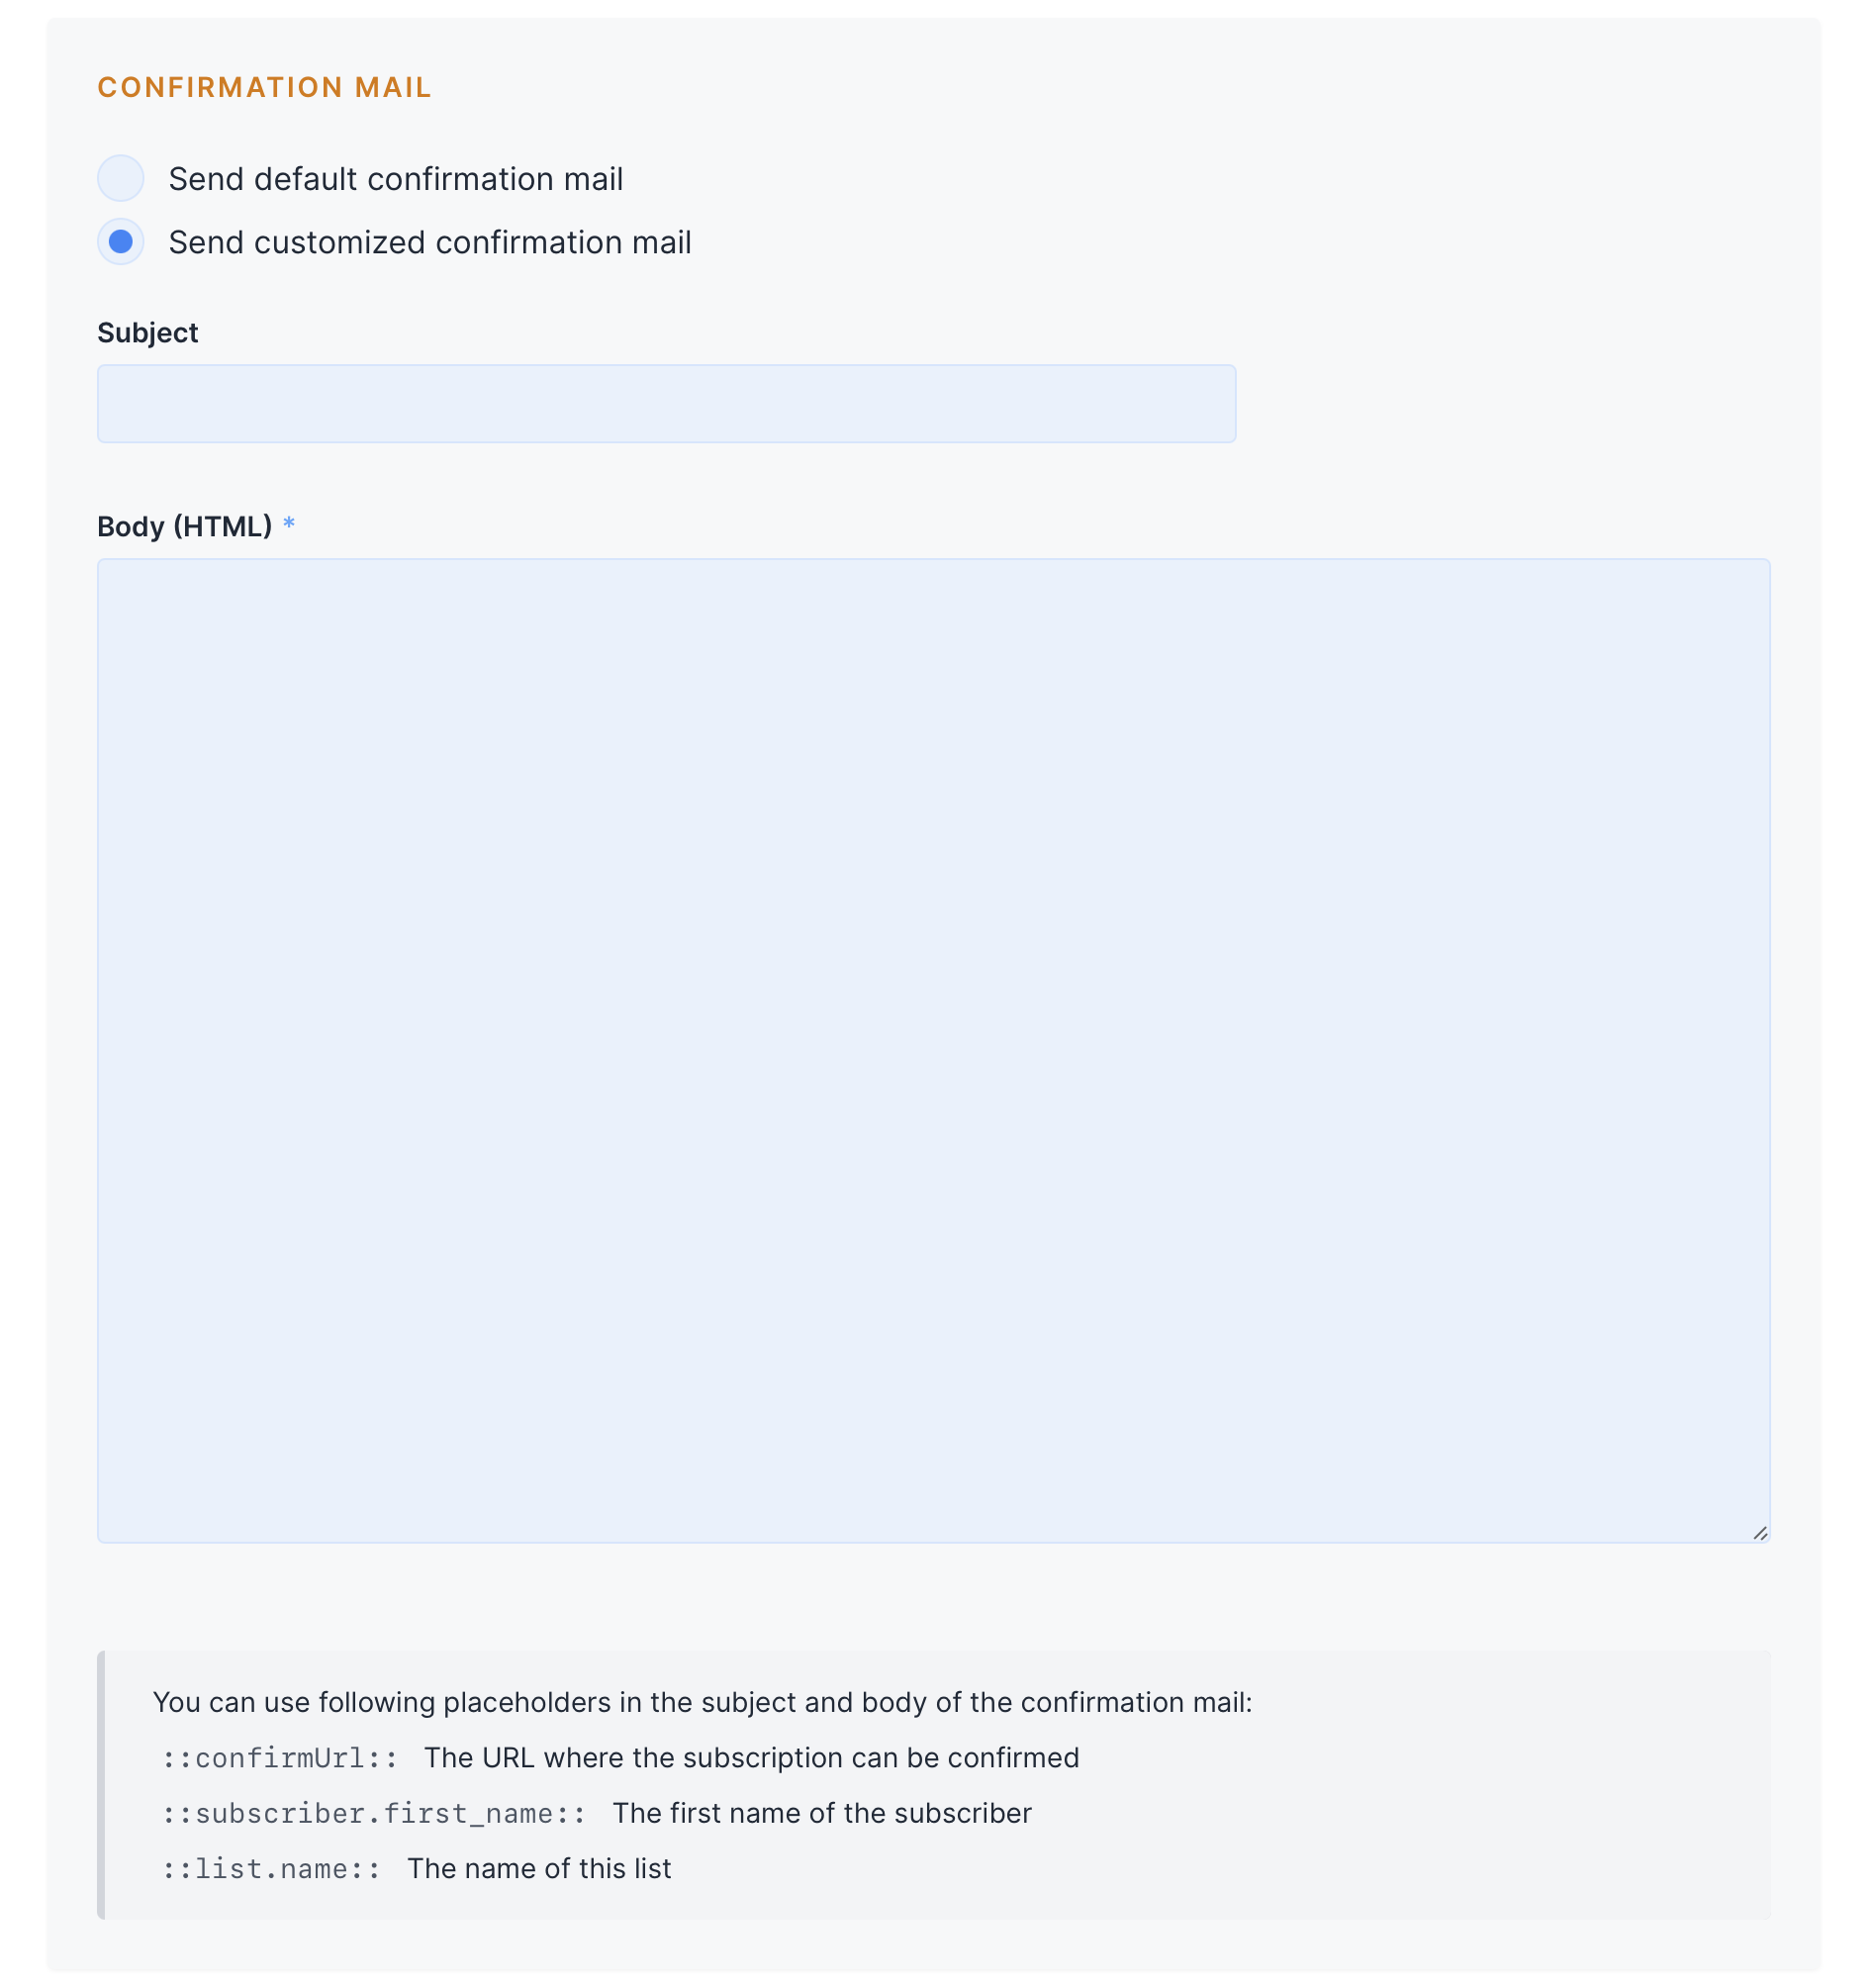 CONFIRMATION MAIL
Send default confirmation mail
Send customized confirmation mail
Subject
Body (HTML) *
You can use following placeholders in the subject and body of the confirmation mail:
::confirmUrl:: The URL where the subscription can be confirmed
::subscriber.first_name:: The first name of the subscriber
::list.name:: The name of this list